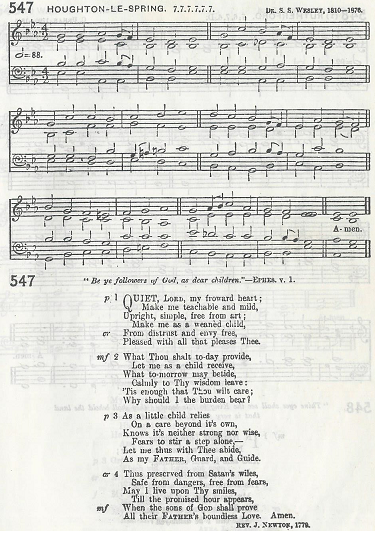 547 HOUGHTON-LE-SPRING. 7.7.7.7.7.7. DR. S. S. WESLEY, 1810–1876.
= 88.
A-men.
547 "Be ye followers of God, as dear children."—EPHES. v. 1.
p 1 QUIET, LORD, my froward heart;
Make me teachable and mild,
Upright, simple, free from art;
Make me as a weaned child,
cr From distrust and envy free,
Pleased with all that pleases Thee.
mf 2 What Thou shalt to-day provide,
Let me as a child receive,
What to-morrow may betide,
Calmly to Thy wisdom leave:
'Tis enough that Thou wilt care;
Why should I the burden bear?
p 3 As a little child relies
On a care beyond it's own,
Knows it's neither strong nor wise,
Fears to stir a step alone,—
Let me thus with Thee abide,
As my FATHER, Guard, and Guide.
cr 4 Thus preserved from Satan's wiles,
Safe from dangers, free from fears,
May I live upon Thy smiles,
Till the promised hour appears,
mf When the sons of God shall prove
All their FATHER's boundless Love. Amen.
REV. J. NEWTON, 1779.